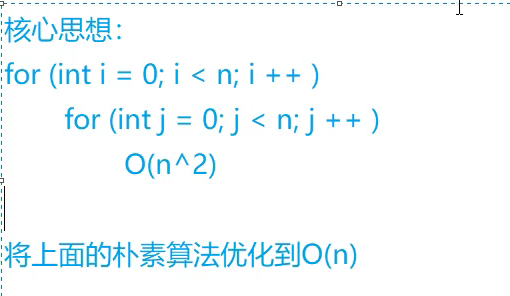 核心思想：
for (int i = 0; i < n; i ++ )
for (int j = 0; j < n; j ++ )
O(n^2)
将上面的朴素算法优化到O(n)